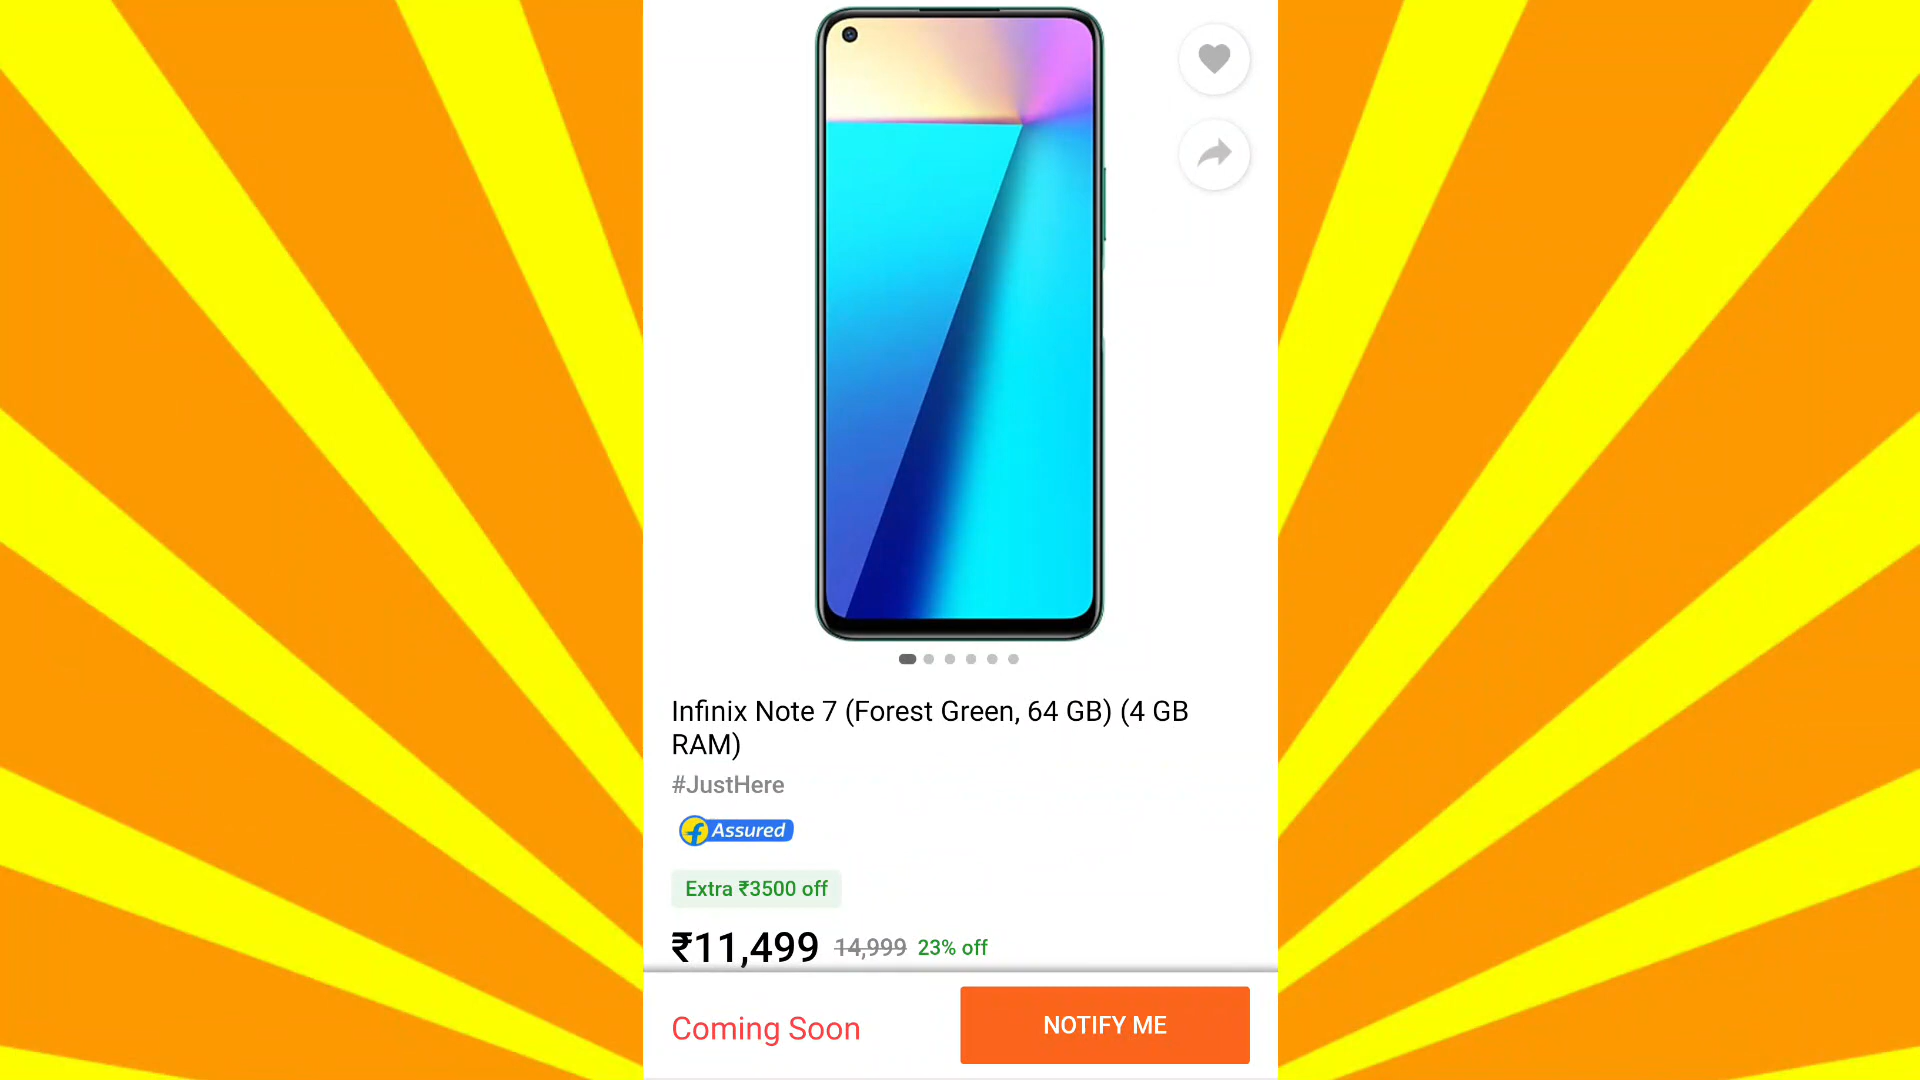 Infinix Note 7 (Forest Green, 64 GB) (4 GB
RAM)
#JustHere
Assured
Extra ₹3500 off
₹11,499 14,999 23% off
Coming Soon
NOTIFY ME